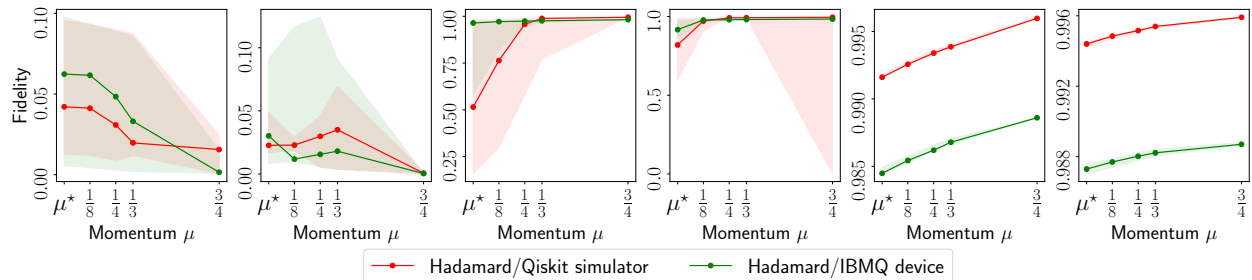 Fidelity
0.10
0.05
0.00
μ⋆ 1/8 1/4 1/3 3/4
Momentum μ
0.10
0.05
0.00
μ⋆ 1/8 1/4 1/3 3/4
Momentum μ
1.00
0.75
0.50
0.25
μ⋆ 1/8 1/4 1/3 3/4
Momentum μ
1.0
0.5
0.0
μ⋆ 1/8 1/4 1/3 3/4
Momentum μ
0.995
0.990
0.985
μ⋆ 1/8 1/4 1/3 3/4
Momentum μ
0.996
0.992
0.988
μ⋆ 1/8 1/4 1/3 3/4
Momentum μ
Hadamard/Qiskit simulator
Hadamard/IBMQ device